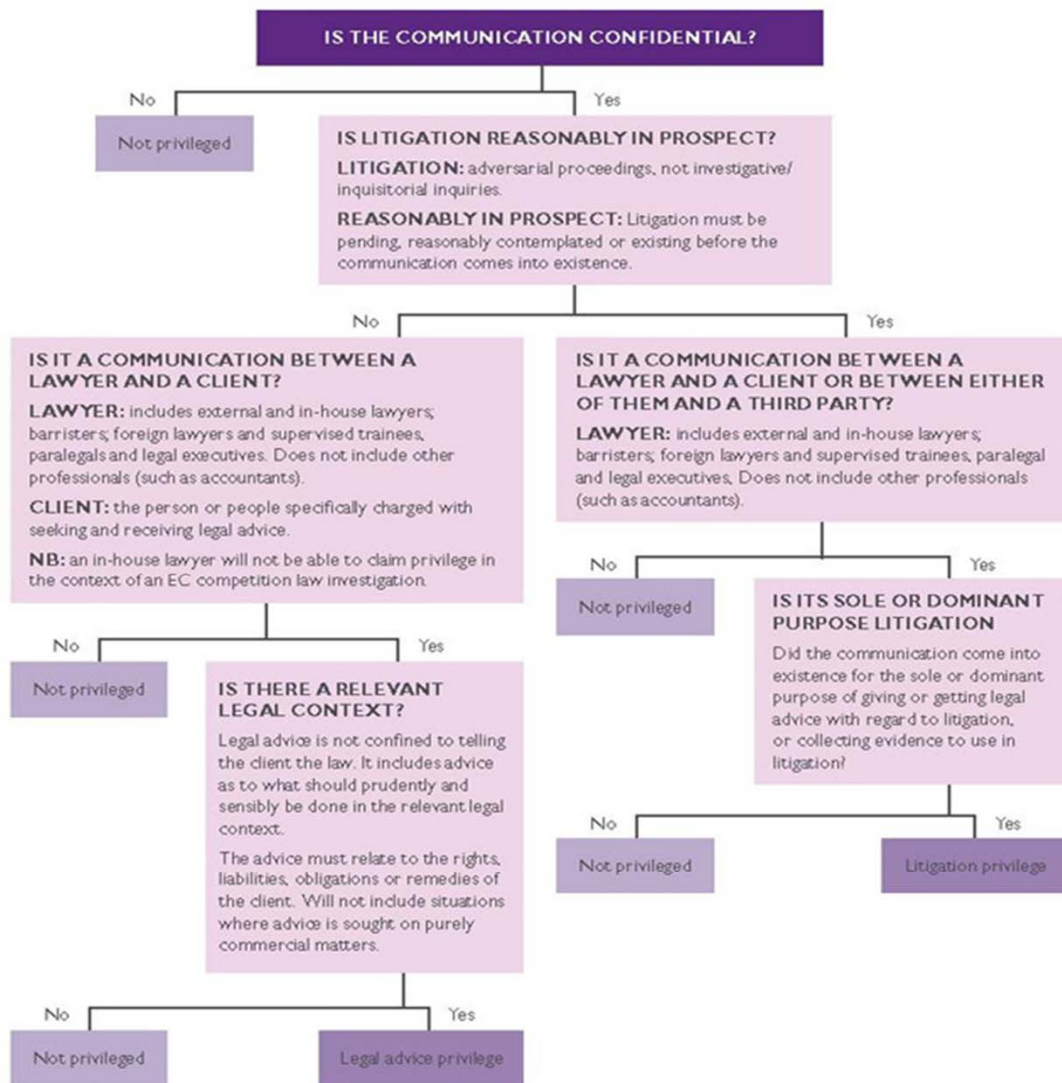 IS THE COMMUNICATION CONFIDENTIAL?
No
Yes
Not privileged
IS LITIGATION REASONABLY IN PROSPECT?
LITIGATION: adversarial proceedings, not investigative/
inquisitorial inquiries.
REASONABLY IN PROSPECT: Litigation must be
pending, reasonably contemplated or existing before the
communication comes into existence.
No
Yes
IS IT A COMMUNICATION BETWEEN A
LAWYER AND A CLIENT?
LAWYER: includes external and in-house lawyers;
barristers; foreign lawyers and supervised trainees,
paralegals and legal executives. Does not include other
professionals (such as accountants).
CLIENT: the person or people specifically charged with
seeking and receiving legal advice.
NB: an in-house lawyer will not be able to claim privilege in
the context of an EC competition law investigation.
IS IT A COMMUNICATION BETWEEN A
LAWYER AND A CLIENT OR BETWEEN EITHER
OF THEM AND A THIRD PARTY?
LAWYER: includes external and in-house lawyers;
barristers; foreign lawyers and supervised trainees, paralegal
and legal executives. Does not include other professionals
(such as accountants).
No
Yes
Not privileged
IS THERE A RELEVANT
LEGAL CONTEXT?
Legal advice is not confined to telling
the client the law. It includes advice
as to what should prudently and
sensibly be done in the relevant legal
context.
The advice must relate to the rights,
liabilities, obligations or remedies of
the client. Will not include situations
where advice is sought on purely
commercial matters.
No
Yes
Not privileged
Legal advice privilege
No
Yes
Not privileged
IS ITS SOLE OR DOMINANT
PURPOSE LITIGATION
Did the communication come into
existence for the sole or dominant
purpose of giving or getting legal
advice with regard to litigation,
or collecting evidence to use in
litigation?
No
Yes
Not privileged
Litigation privilege